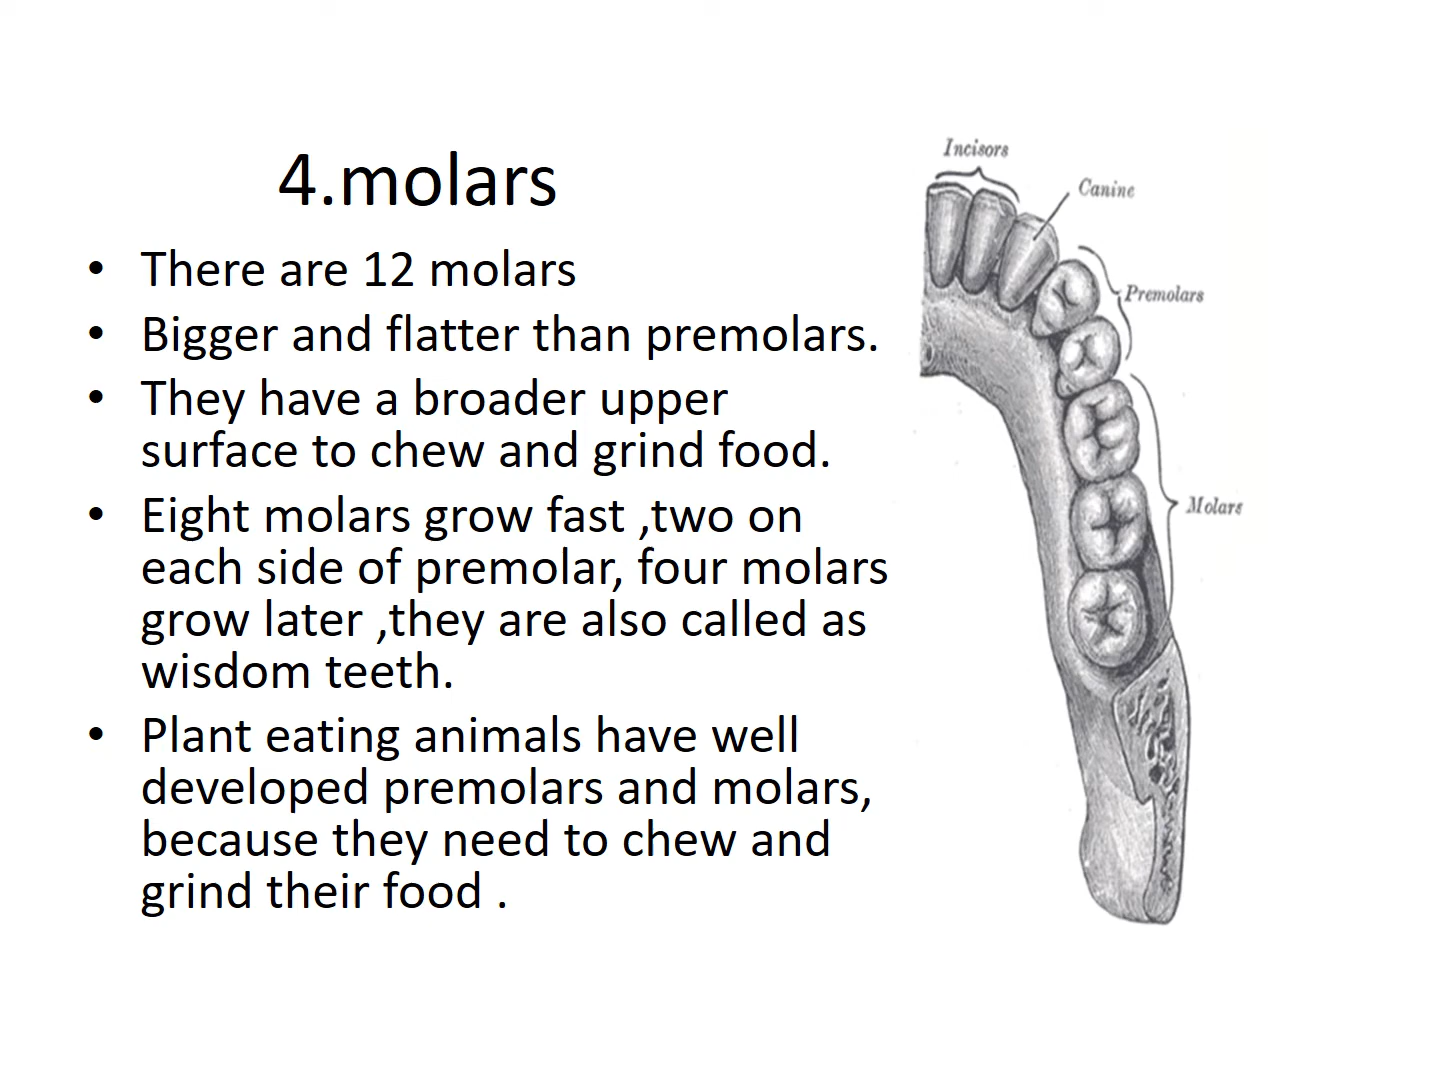 4.molars
• There are 12 molars
• Bigger and flatter than premolars.
• They have a broader upper
surface to chew and grind food.
• Eight molars grow fast ,two on
each side of premolar, four molars
grow later ,they are also called as
wisdom teeth.
• Plant eating animals have well
developed premolars and molars,
because they need to chew and
grind their food .
Incisors
Canine
Premolars
Molars